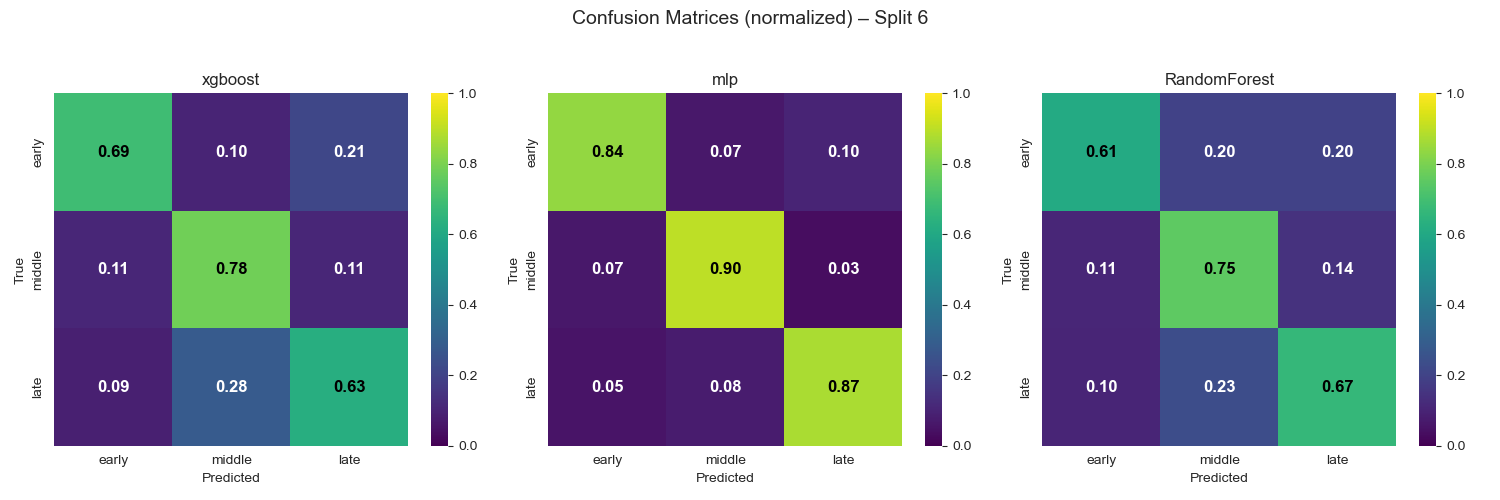 Confusion Matrices (normalized) – Split 6
xgboost
True
early
middle
late
0.69 0.10 0.21
0.11 0.78 0.11
0.09 0.28 0.63
early middle late
Predicted
1.0
0.8
0.6
0.4
0.2
0.0
mlp
True
early
middle
late
0.84 0.07 0.10
0.07 0.90 0.03
0.05 0.08 0.87
early middle late
Predicted
1.0
0.8
0.6
0.4
0.2
0.0
RandomForest
True
early
middle
late
0.61 0.20 0.20
0.11 0.75 0.14
0.10 0.23 0.67
early middle late
Predicted
1.0
0.8
0.6
0.4
0.2
0.0